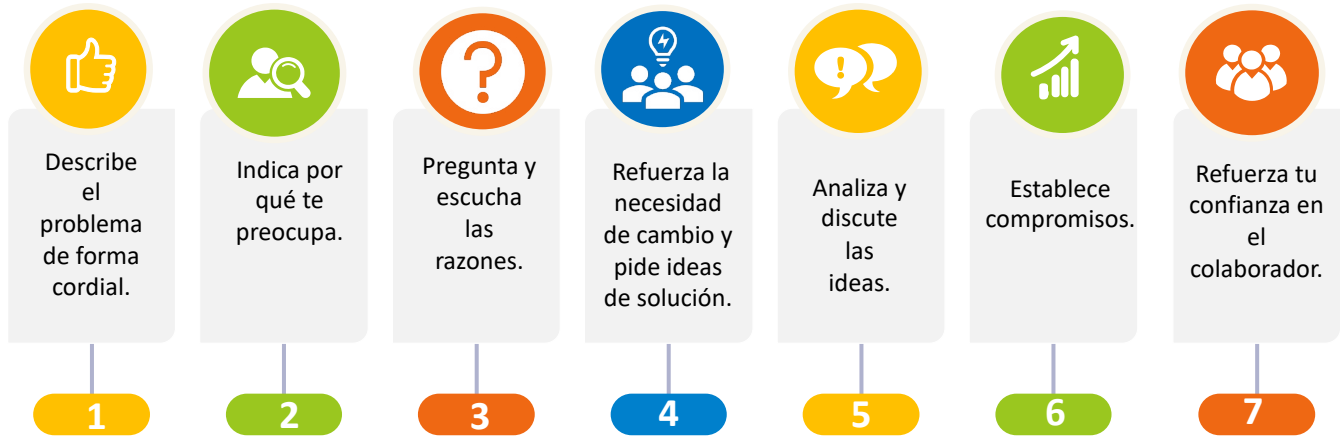 Describe
el
problema
de forma
cordial.
1
Indica por
qué te
preocupa.
2
?
Pregunta y
escucha
las
razones.
3
Refuerza la
necesidad
de cambio y
pide ideas
de solución.
4
!
Analiza y
discute
las
ideas.
5
Establece
compromisos.
6
Refuerza tu
confianza en
el
colaborador.
7